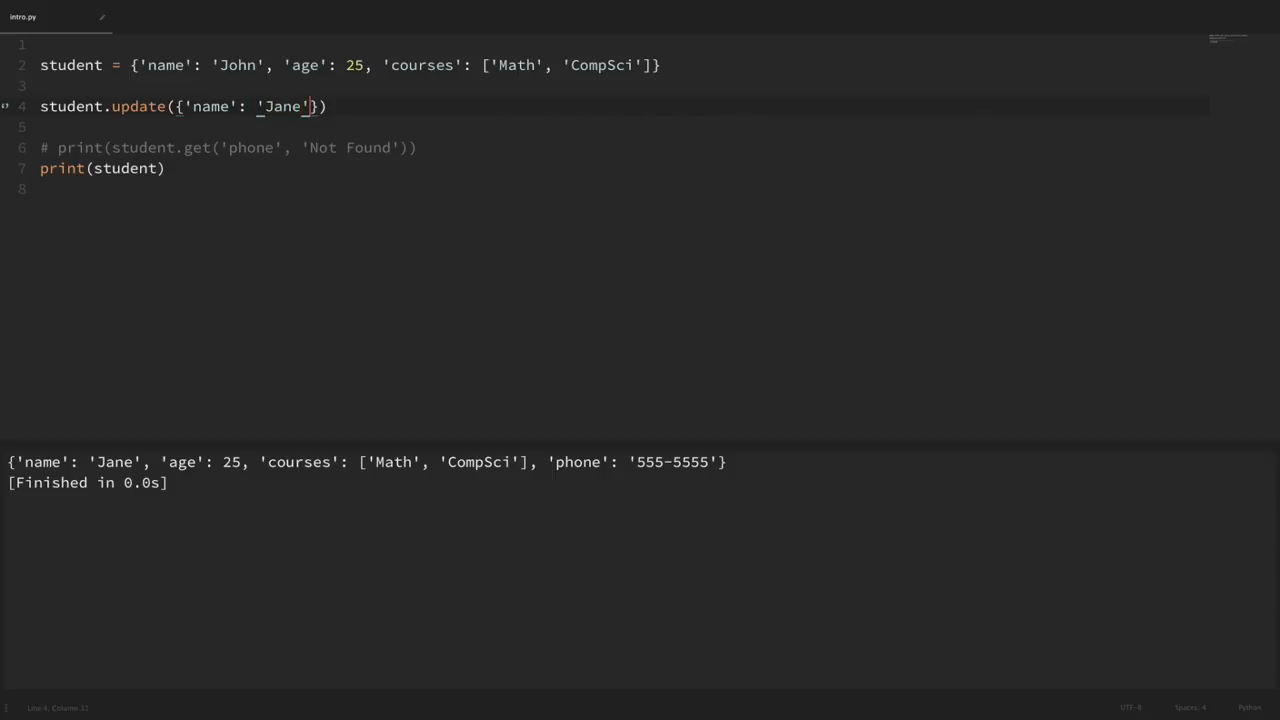 intro.py
1
2 student = {'name': 'John', 'age': 25, 'courses': ['Math', 'CompSci']}
3
4 student.update({'name': 'Jane'})
5
6 # print(student.get('phone', 'Not Found'))
7 print(student)
8
{'name': 'Jane', 'age': 25, 'courses': ['Math', 'CompSci'], 'phone': '555-5555'}
[Finished in 0.0s]
Line 4, Column 31 UTF-8 Spaces: 4 Python